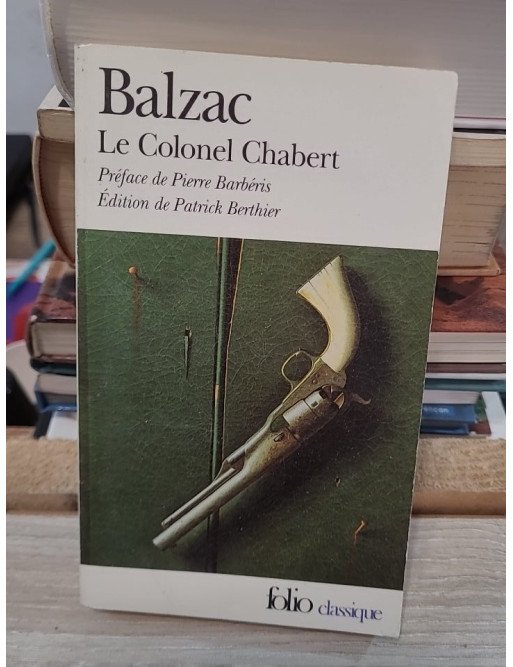 Balzac
Le Colonel Chabert
Préface de Pierre Barbéris
Édition de Patrick Berthier
folio classique